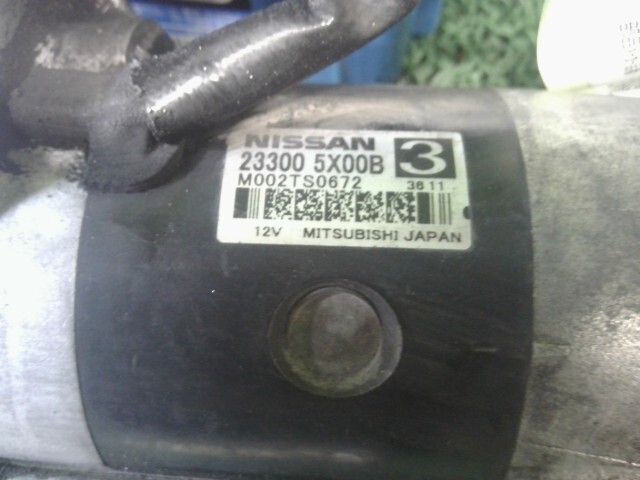 NISSAN
23300 5X00B 3
M002TS0672 3611
12V MITSUBISHI JAPAN